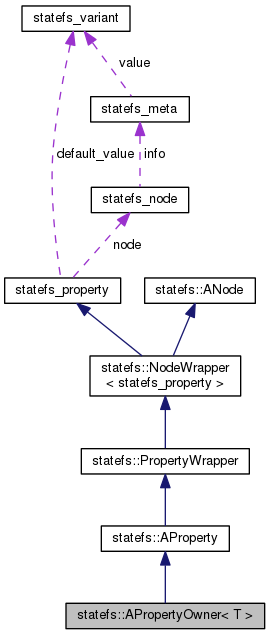 statefs_variant
value
statefs_meta
default_value
info
statefs_node
node
statefs_property
statefs::ANode
statefs::NodeWrapper
< statefs_property >
statefs::PropertyWrapper
statefs::AProperty
statefs::APropertyOwner< T >